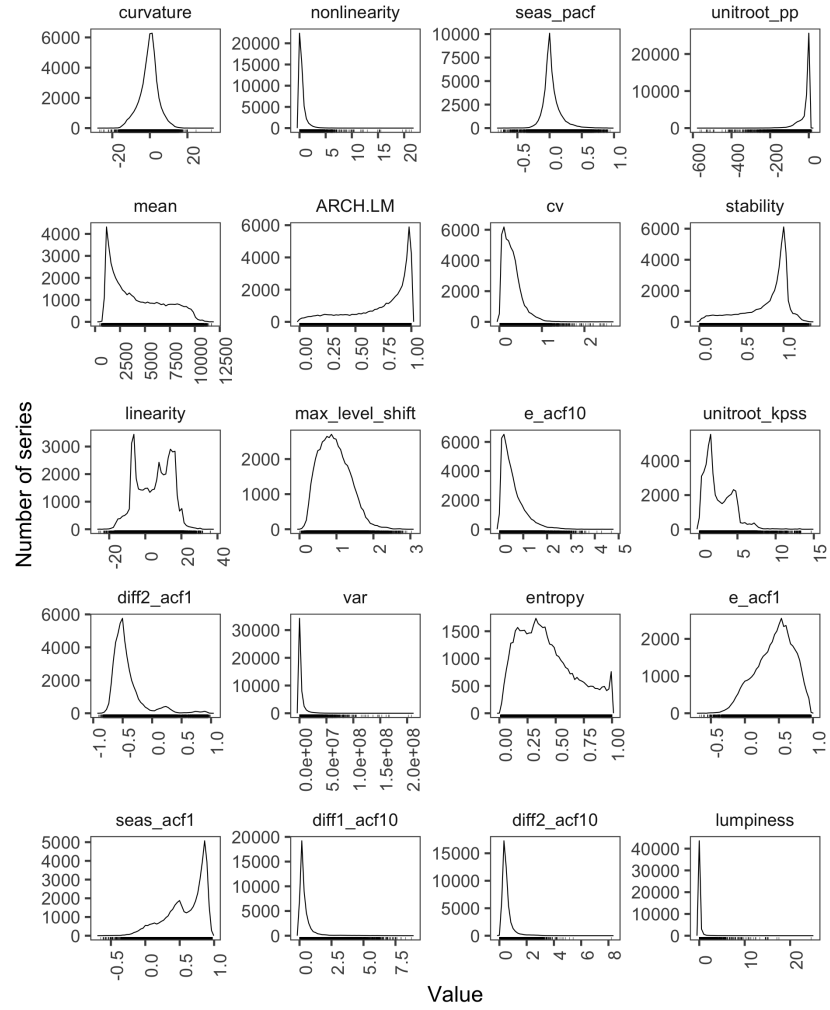 curvature nonlinearity seas_pacf unitroot_pp
6000 4000 2000 0
20000 15000 10000 5000 0
10000 7500 5000 2500 0
20000 10000 0
-20 0 20
0 5 10 15 20
-0.5 0.0 0.5 1.0
-600 -400 -200 0
mean ARCH.LM cv stability
4000 3000 2000 1000 0
6000 4000 2000 0
6000 4000 2000 0
6000 4000 2000 0
0 2500 5000 7500 10000 12500
0.00 0.25 0.50 0.75 1.00
0 1 2
0.0 0.5 1.0
linearity max_level_shift e_acf10 unitroot_kpss
3000 2000 1000 0
2000 1000 0
6000 4000 2000 0
4000 2000 0
-20 0 20 40
0 1 2 3
0 1 2 3 4 5
0 5 10 15
Number of series
diff2_acf1 var entropy e_acf1
6000 4000 2000 0
30000 20000 10000 0
1500 1000 500 0
2000 1000 0
-1.0 -0.5 0.0 0.5 1.0
0.0e+00 5.0e+07 1.0e+08 1.5e+08 2.0e+08
0.00 0.25 0.50 0.75 1.00
-0.5 0.0 0.5 1.0
seas_acf1 diff1_acf10 diff2_acf10 lumpiness
5000 4000 3000 2000 1000 0
20000 15000 10000 5000 0
15000 10000 5000 0
40000 30000 20000 10000 0
-0.5 0.0 0.5 1.0
0.0 2.5 5.0 7.5
0 2 4 6 8
0 10 20
Value